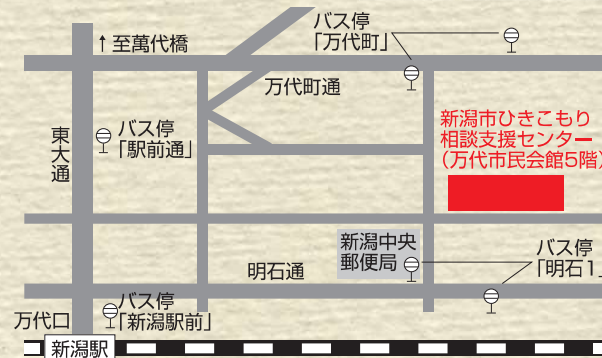 バス停
「万代町」
↑至萬代橋
万代町通
東大通
バス停
「駅前通」
新潟市ひきこもり
相談支援センター
(万代市民会館5階)
新潟中央
郵便局
明石通
バス停
「明石1」
バス停
「新潟駅前」
万代口
新潟駅